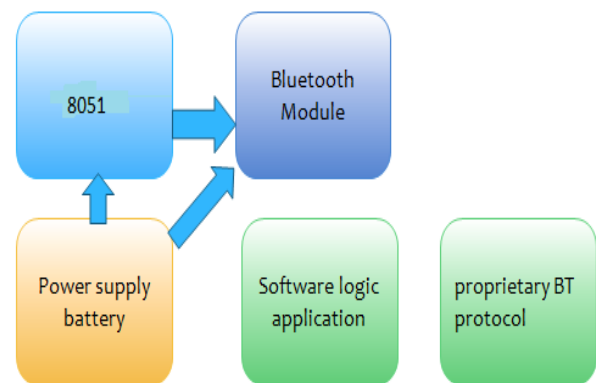 8051
Bluetooth
Module
Power supply
battery
Software logic
application
proprietary BT
protocol